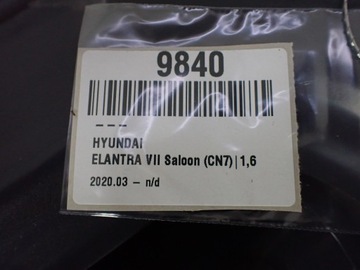 9840
---
HYUNDAI
ELANTRA VII Saloon (CN7)|1,6
2020.03 - n/d